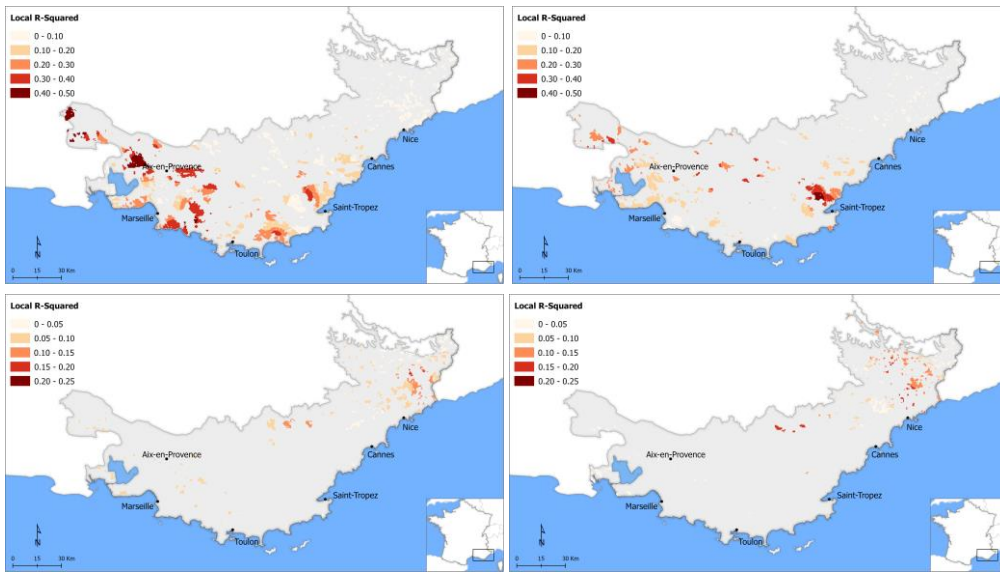 Local R-Squared
0 - 0.10
0.10 - 0.20
0.20 - 0.30
0.30 - 0.40
0.40 - 0.50
Nice
Cannes
Aix-en-Provence
Saint-Tropez
Marseille
Toulon
N
0 15 30 Km
Local R-Squared
0 - 0.10
0.10 - 0.20
0.20 - 0.30
0.30 - 0.40
0.40 - 0.50
Nice
Cannes
Aix-en-Provence
Saint-Tropez
Marseille
Toulon
N
0 15 30 Km
Local R-Squared
0 - 0.05
0.05 - 0.10
0.10 - 0.15
0.15 - 0.20
0.20 - 0.25
Nice
Cannes
Aix-en-Provence
Saint-Tropez
Marseille
Toulon
N
0 15 30 Km
Local R-Squared
0 - 0.05
0.05 - 0.10
0.10 - 0.15
0.15 - 0.20
0.20 - 0.25
Nice
Cannes
Aix-en-Provence
Saint-Tropez
Marseille
Toulon
N
0 15 30 Km